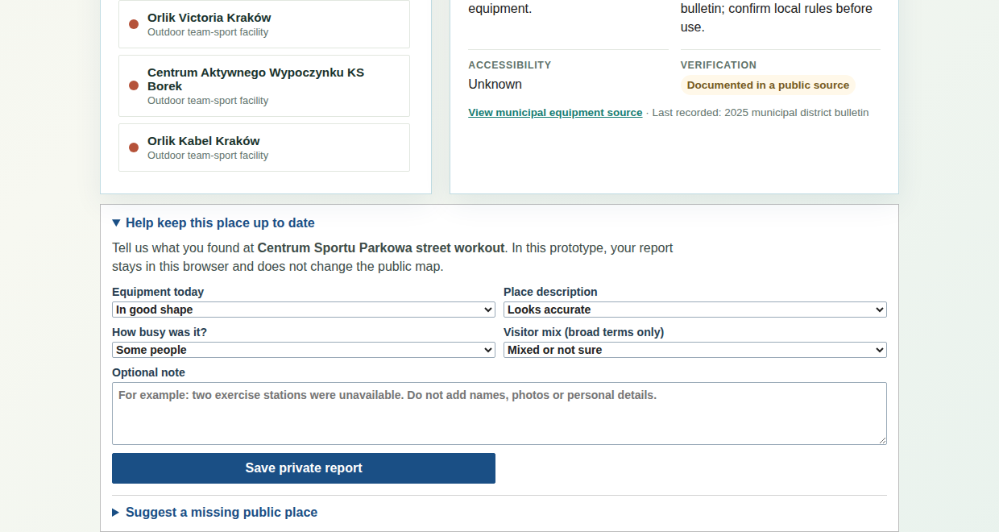 Orlik Victoria Kraków
Outdoor team-sport facility
Centrum Aktywnego Wypoczynku KS
Borek
Outdoor team-sport facility
Orlik Kabel Kraków
Outdoor team-sport facility
equipment.
bulletin; confirm local rules before
use.
ACCESSIBILITY
Unknown
VERIFICATION
Documented in a public source
View municipal equipment source · Last recorded: 2025 municipal district bulletin
Help keep this place up to date
Tell us what you found at Centrum Sportu Parkowa street workout. In this prototype, your report
stays in this browser and does not change the public map.
Equipment today
In good shape
Place description
Looks accurate
How busy was it?
Some people
Visitor mix (broad terms only)
Mixed or not sure
Optional note
For example: two exercise stations were unavailable. Do not add names, photos or personal details.
Save private report
Suggest a missing public place